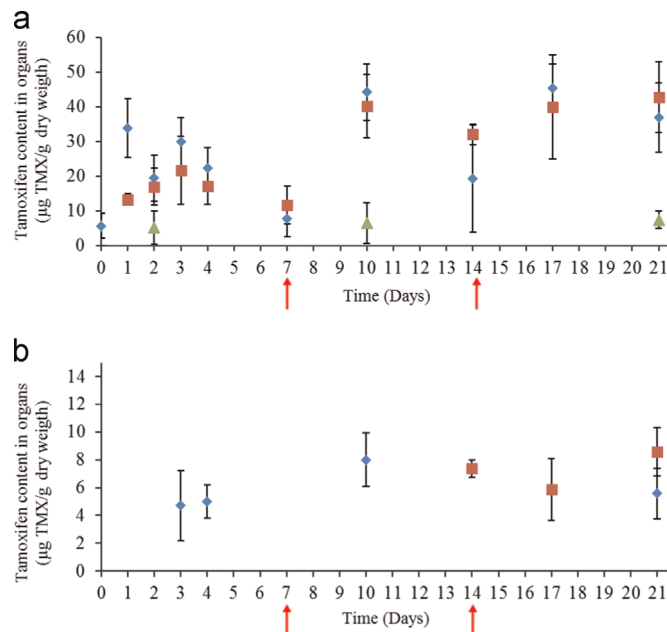 a
Tamoxifen content in organs
(µg TMX/g dry weigth)
60
50
40
30
20
10
0
0 1 2 3 4 5 6 7 8 9 10 11 12 13 14 15 16 17 18 19 20 21
Time (Days)
b
Tamoxifen content in organs
(µg TMX/g dry weigth)
14
12
10
8
6
4
2
0
0 1 2 3 4 5 6 7 8 9 10 11 12 13 14 15 16 17 18 19 20 21
Time (Days)